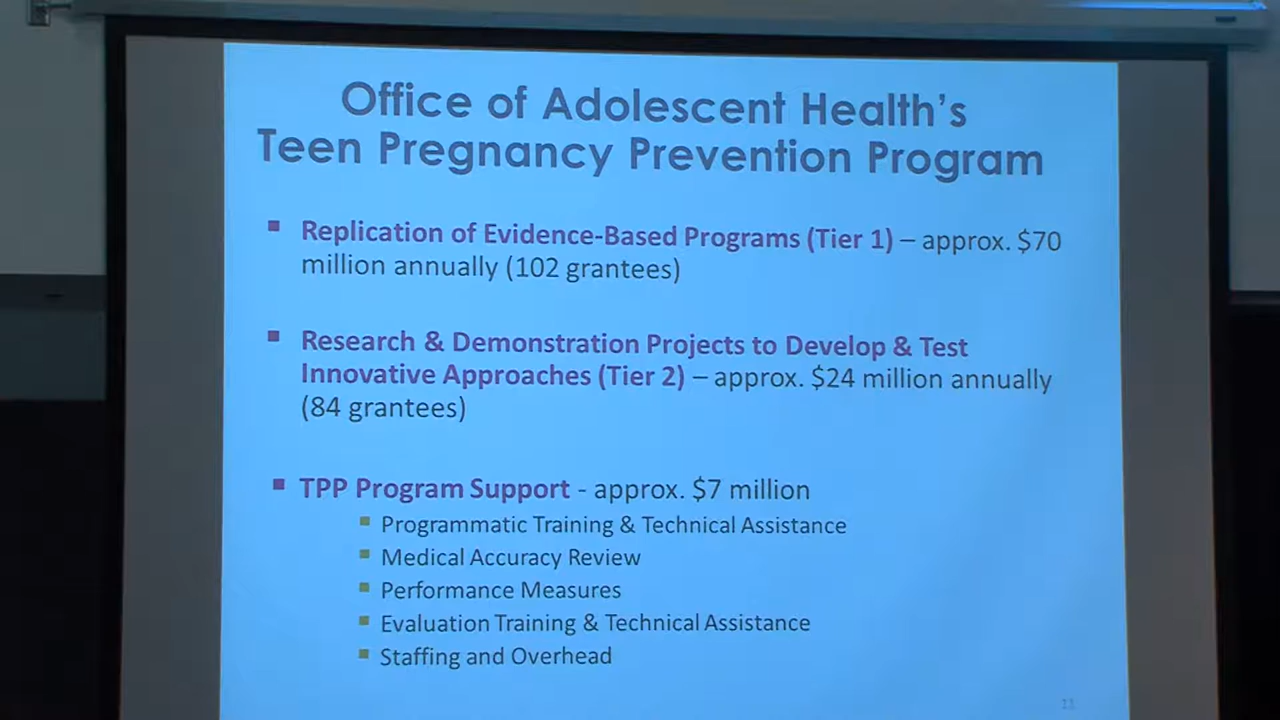 Office of Adolescent Health's
Teen Pregnancy Prevention Program
▪ Replication of Evidence-Based Programs (Tier 1) – approx. $70
million annually (102 grantees)
▪ Research & Demonstration Projects to Develop & Test
Innovative Approaches (Tier 2) – approx. $24 million annually
(84 grantees)
▪ TPP Program Support - approx. $7 million
▪ Programmatic Training & Technical Assistance
▪ Medical Accuracy Review
▪ Performance Measures
▪ Evaluation Training & Technical Assistance
▪ Staffing and Overhead